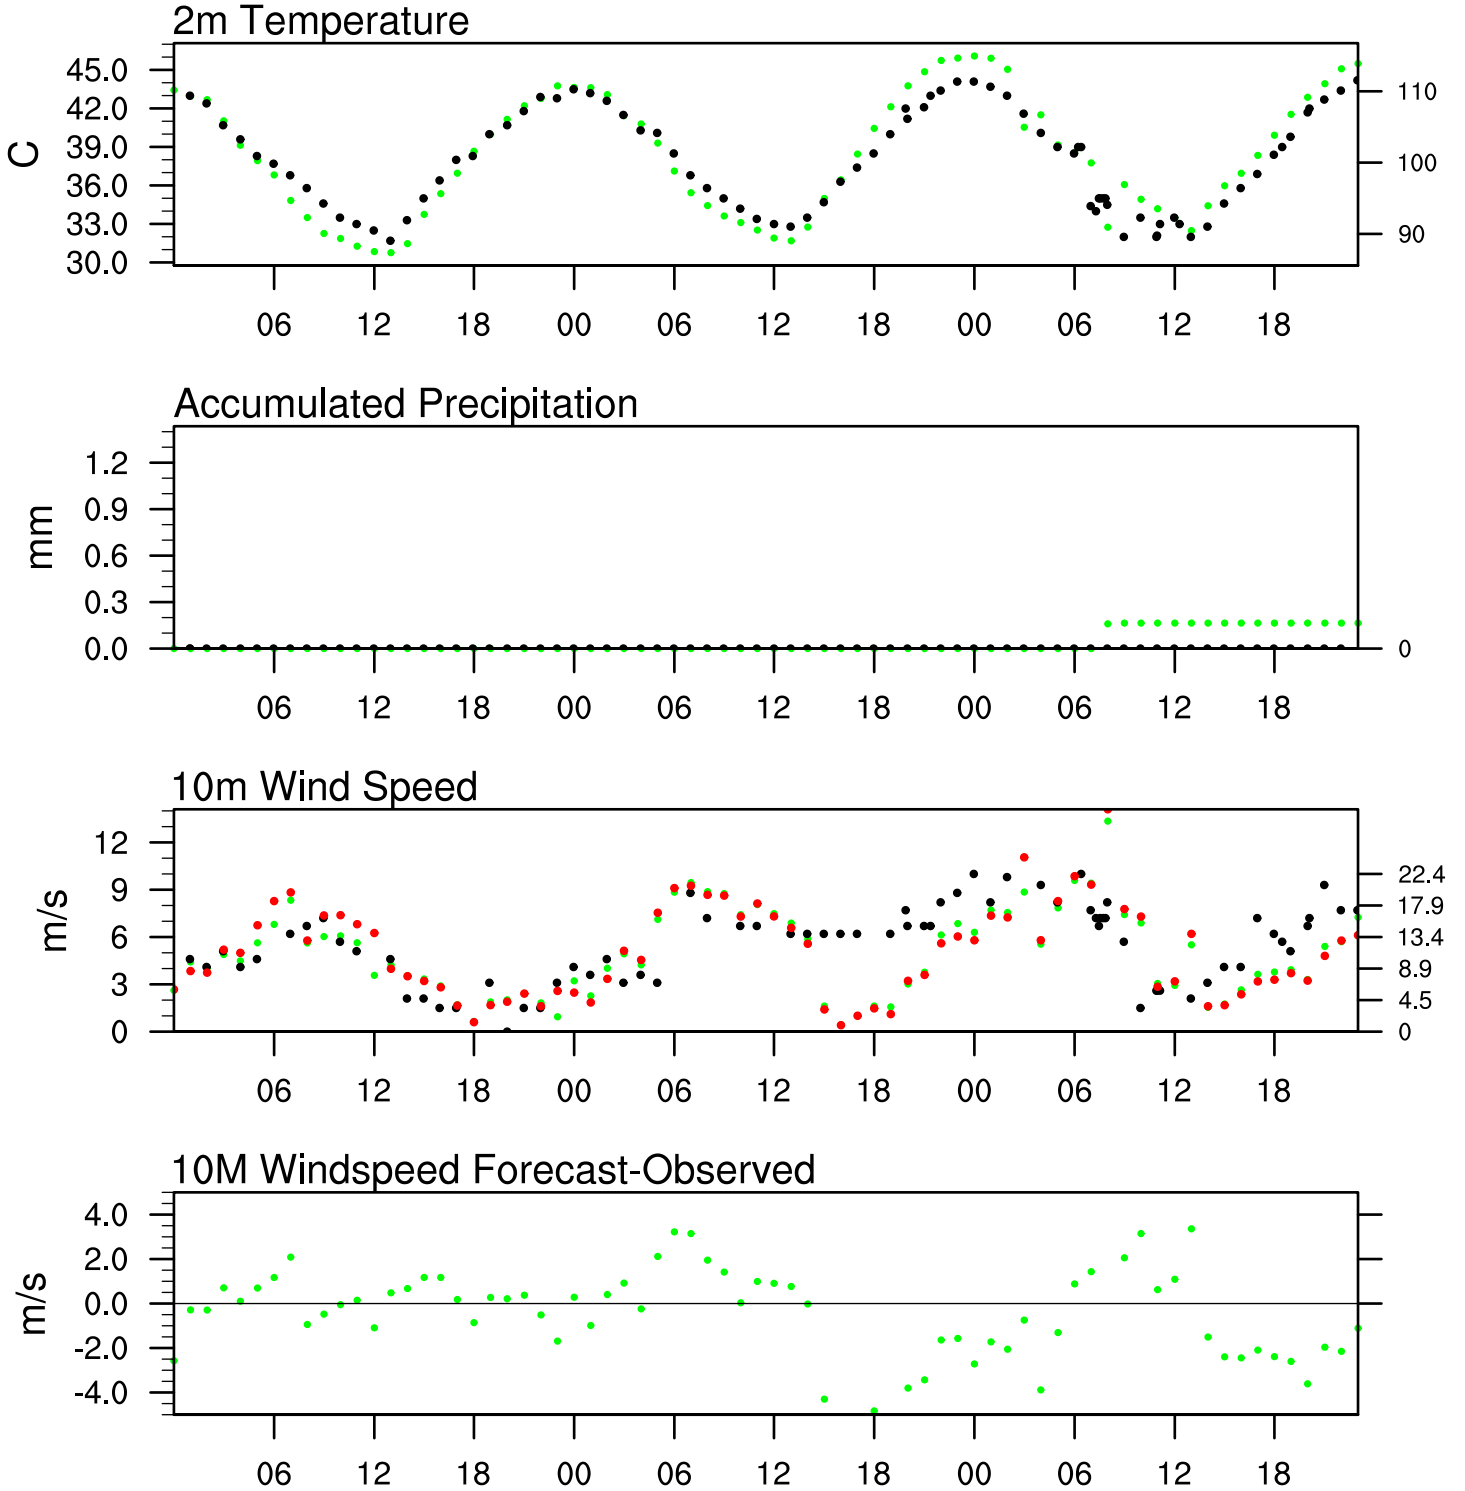 2m Temperature
45.0
42.0
39.0
36.0
33.0
30.0
C
110
100
90
06 12 18 00 06 12 18 00 06 12 18
Accumulated Precipitation
1.2
0.9
0.6
0.3
0.0
mm
0
06 12 18 00 06 12 18 00 06 12 18
10m Wind Speed
12
9
6
3
0
m/s
22.4
17.9
13.4
8.9
4.5
0
06 12 18 00 06 12 18 00 06 12 18
10M Windspeed Forecast-Observed
4.0
2.0
0.0
-2.0
-4.0
m/s
06 12 18 00 06 12 18 00 06 12 18